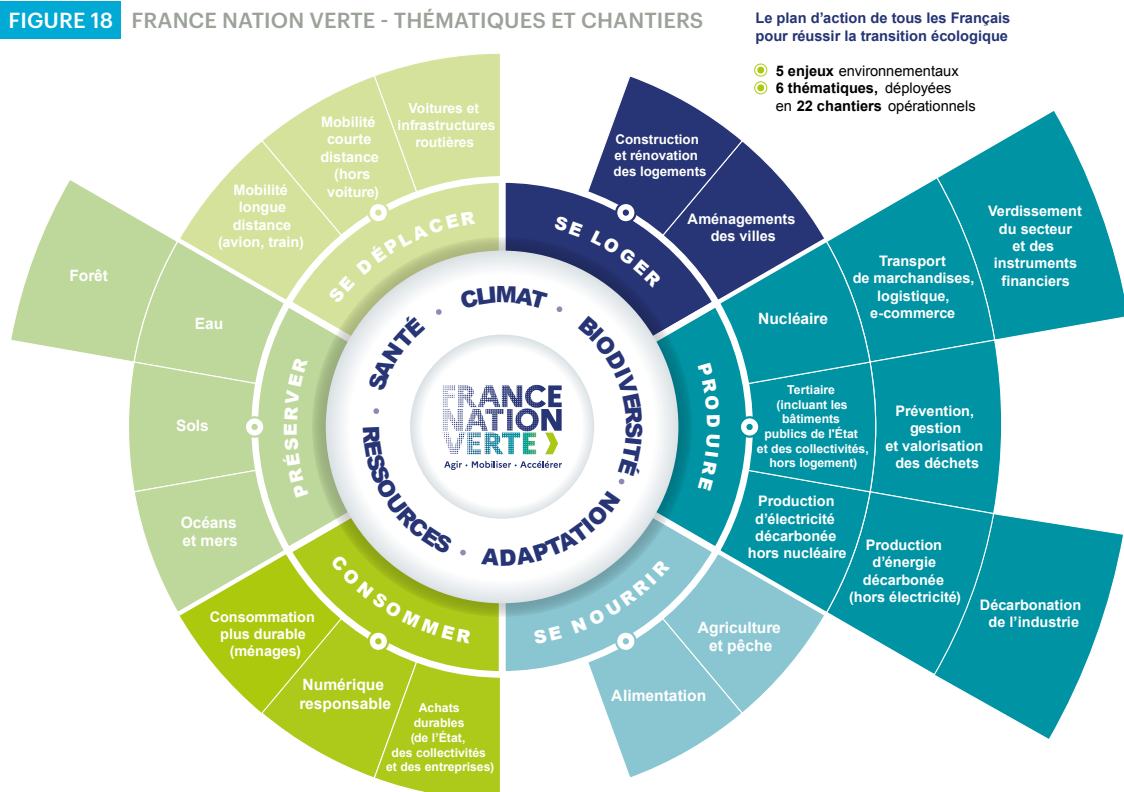 FIGURE 18 FRANCE NATION VERTE - THÉMATIQUES ET CHANTIERS
Le plan d'action de tous les Français
pour réussir la transition écologique
5 enjeux environnementaux
6 thématiques, déployées
en 22 chantiers opérationnels
SE DÉPLACER
Mobilité
longue
distance
(avion, train)
Mobilité
courte
distance
(hors
voiture)
Voitures et
infrastructures
routières
SE LOGER
Construction
et rénovation
des logements
Aménagements
des villes
PRODUIRE
Nucléaire
Transport
de marchandises,
logistique,
e-commerce
Verdissement
du secteur
et des
instruments
financiers
Tertiaire
(incluant les
bâtiments
publics de l'État
et des collectivités,
hors logement)
Prévention,
gestion
et valorisation
des déchets
Production
d'électricité
décarbonée
hors nucléaire
Production
d'énergie
décarbonée
(hors électricité)
Décarbonation
de l'industrie
SE NOURRIR
Agriculture
et pêche
Alimentation
CONSOMMER
Achats
durables
(de l'État,
des collectivités
et des entreprises)
Numérique
responsable
Consommation
plus durable
(ménages)
PRÉSERVER
Océans
et mers
Sols
Eau
Forêt
SANTÉ · CLIMAT · BIODIVERSITÉ · ADAPTATION · RESSOURCES ·
FRANCE
NATION
VERTE
Agir · Mobiliser · Accélérer